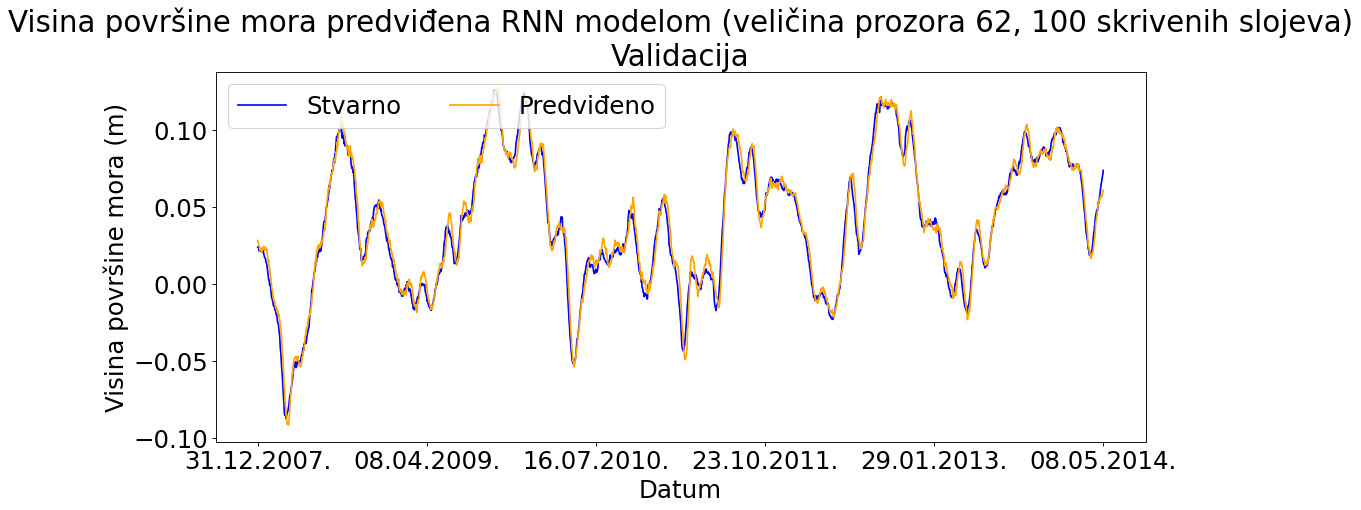 Visina površine mora predviđena RNN modelom (veličina prozora 62, 100 skrivenih slojeva)
Validacija
Stvarno Predviđeno
Visina površine mora (m)
0.10
0.05
0.00
−0.05
−0.10
31.12.2007. 08.04.2009. 16.07.2010. 23.10.2011. 29.01.2013. 08.05.2014.
Datum